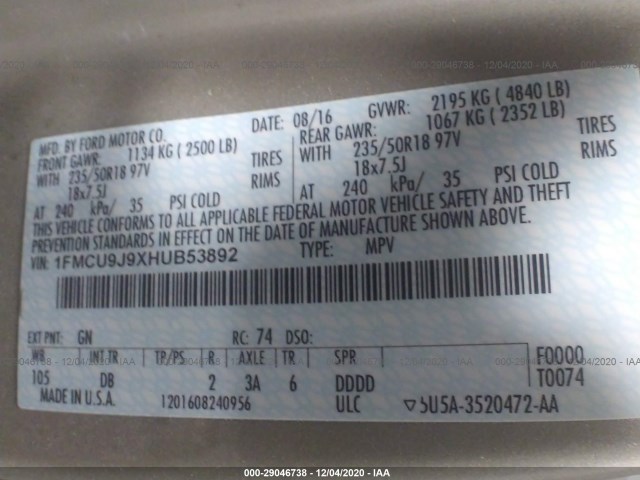 000-29046738 - 12/04/2020 - IAA
MFD. BY FORD MOTOR CO. DATE: 08/16 GVWR: 2195 KG ( 4840 LB)
FRONT GAWR: 1134 KG ( 2500 LB) REAR GAWR: 1067 KG ( 2352 LB)
WITH 235/50R18 97V TIRES WITH 235/50R18 97V TIRES
18x7.5J RIMS 18x7.5J RIMS
AT 240 kPa/ 35 PSI COLD AT 240 kPa/ 35 PSI COLD
THIS VEHICLE CONFORMS TO ALL APPLICABLE FEDERAL MOTOR VEHICLE SAFETY AND THEFT
PREVENTION STANDARDS IN EFFECT ON THE DATE OF MANUFACTURE SHOWN ABOVE.
VIN: 1FMCU9J9XHUB53892 TYPE: MPV
EXT PNT: GN RC: 74 DSO:
WB INT TR TP/PS R AXLE TR SPR F0000
105 DB 2 3A 6 DDDD T0074
MADE IN U.S.A. 1201608240956 ULC ▽5U5A-3520472-AA
000-29046738 - 12/04/2020 - IAA